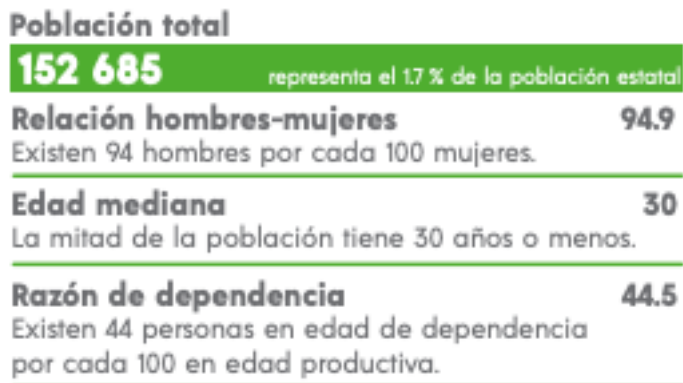 Población total
152 685 representa el 1.7 % de la población estatal
Relación hombres-mujeres 94.9
Existen 94 hombres por cada 100 mujeres.
Edad mediana 30
La mitad de la población tiene 30 años o menos.
Razón de dependencia 44.5
Existen 44 personas en edad de dependencia
por cada 100 en edad productiva.